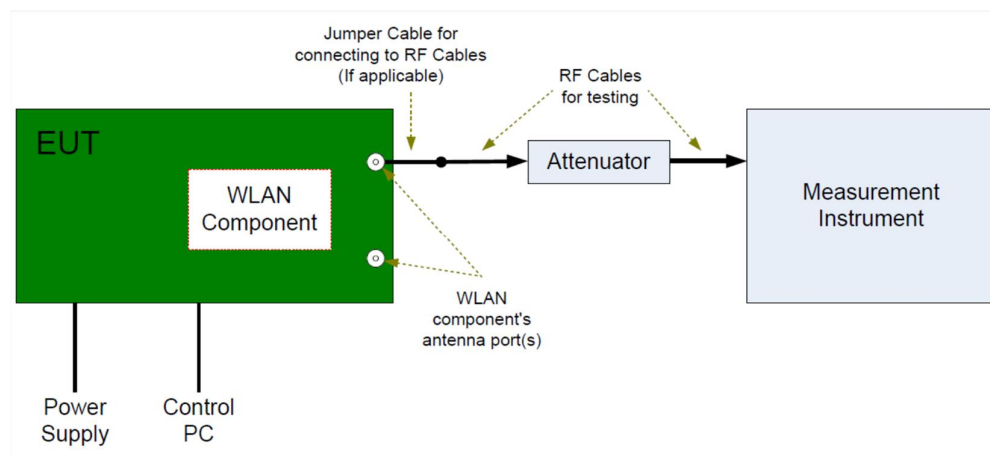 Jumper Cable for
connecting to RF Cables
(If applicable)
RF Cables
for testing
EUT
WLAN
Component
Attenuator
Measurement
Instrument
WLAN
component's
antenna port(s)
Power
Supply
Control
PC